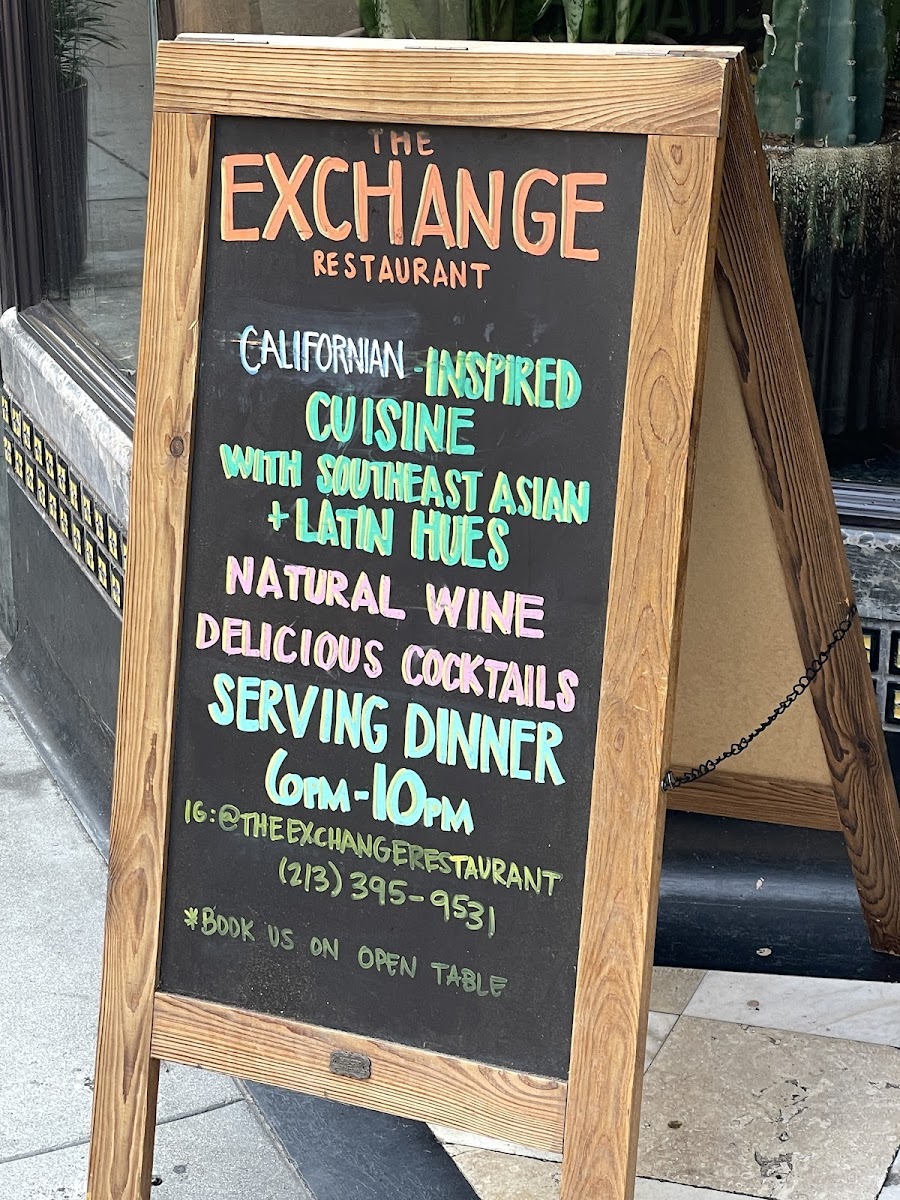 THE
EXCHANGE
RESTAURANT
CALIFORNIAN-INSPIRED
CUISINE
WITH SOUTHEAST ASIAN
+ LATIN HUES
NATURAL WINE
DELICIOUS COCKTAILS
SERVING DINNER
6PM-10PM
IG:@THEEXCHANGERESTAURANT
(213) 395-9531
*BOOK US ON OPEN TABLE